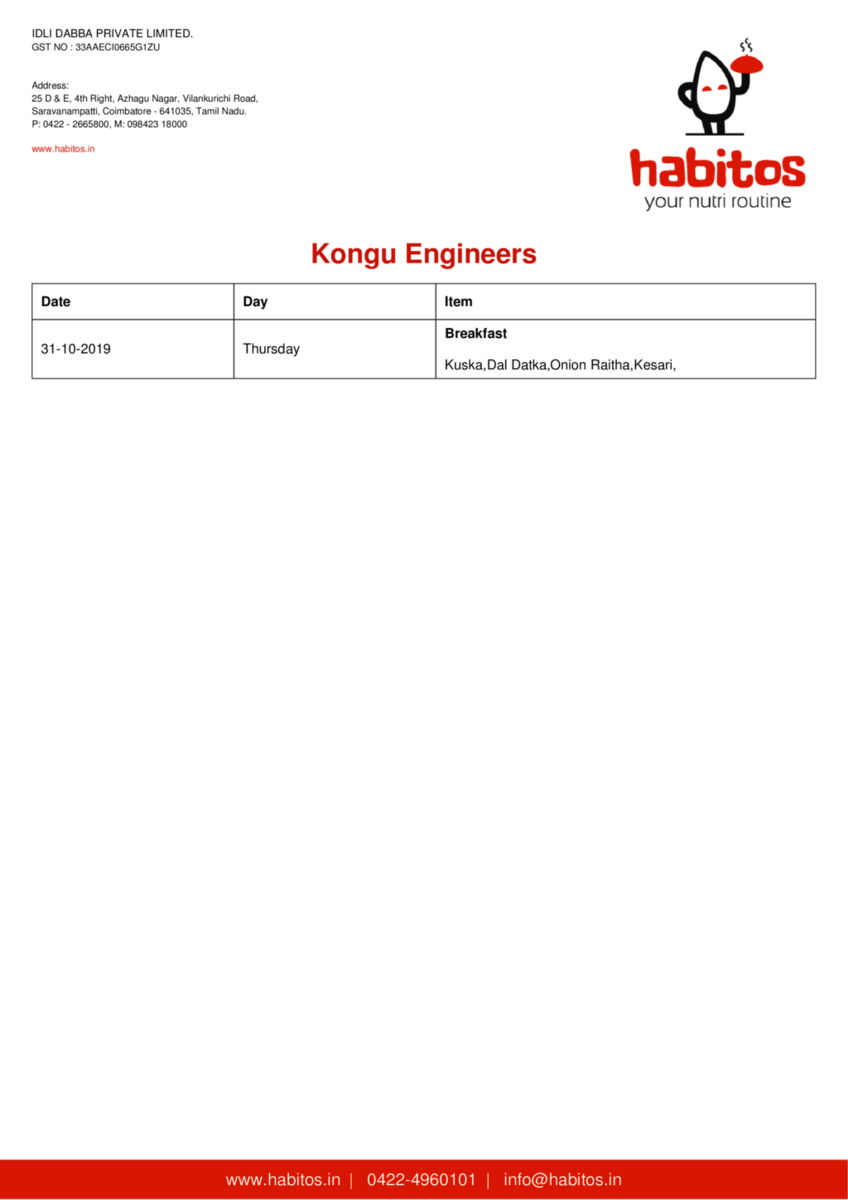 IDLI DABBA PRIVATE LIMITED.
GST NO : 33AAECI0665G1ZU
Address:
25 D & E, 4th Right, Azhagu Nagar, Vilankurichi Road,
Saravanampatti, Coimbatore - 641035, Tamil Nadu.
P: 0422 - 2665800, M: 098423 18000
www.habitos.in
habitos
your nutri routine
Kongu Engineers
Date Day Item
31-10-2019 Thursday Breakfast
Kuska,Dal Datka,Onion Raitha,Kesari,
www.habitos.in | 0422-4960101 | info@habitos.in